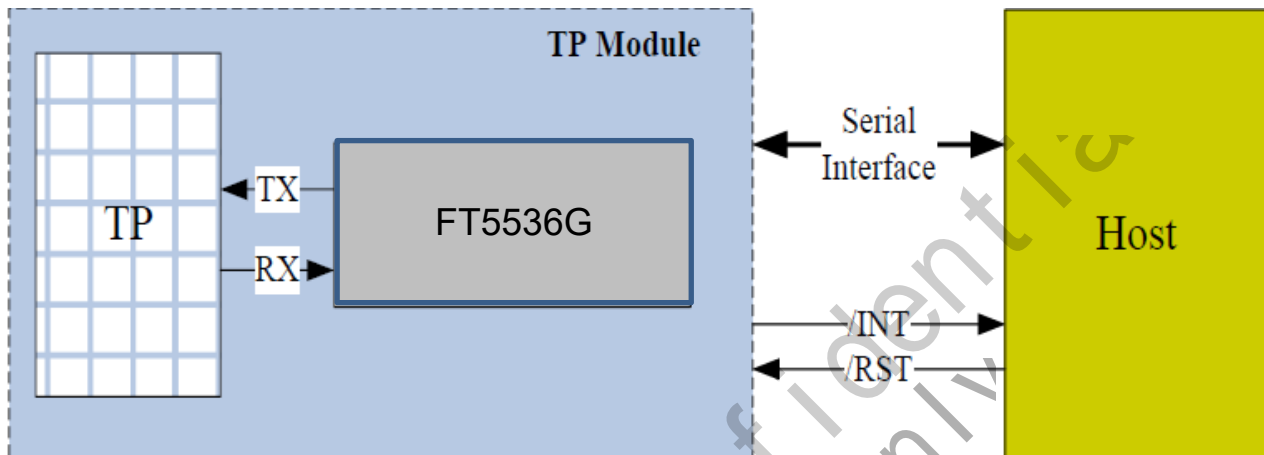 TP Module
TP
TX
RX
FT5536G
Serial
Interface
/INT
/RST
Host